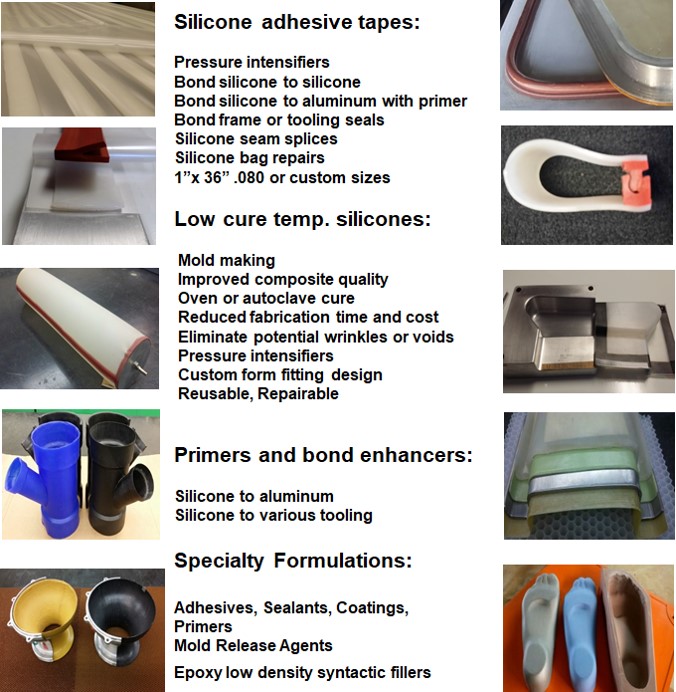 Silicone adhesive tapes:
Pressure intensifiers
Bond silicone to silicone
Bond silicone to aluminum with primer
Bond frame or tooling seals
Silicone seam splices
Silicone bag repairs
1”x 36” .080 or custom sizes
Low cure temp. silicones:
Mold making
Improved composite quality
Oven or autoclave cure
Reduced fabrication time and cost
Eliminate potential wrinkles or voids
Pressure intensifiers
Custom form fitting design
Reusable, Repairable
Primers and bond enhancers:
Silicone to aluminum
Silicone to various tooling
Specialty Formulations:
Adhesives, Sealants, Coatings,
Primers
Mold Release Agents
Epoxy low density syntactic fillers